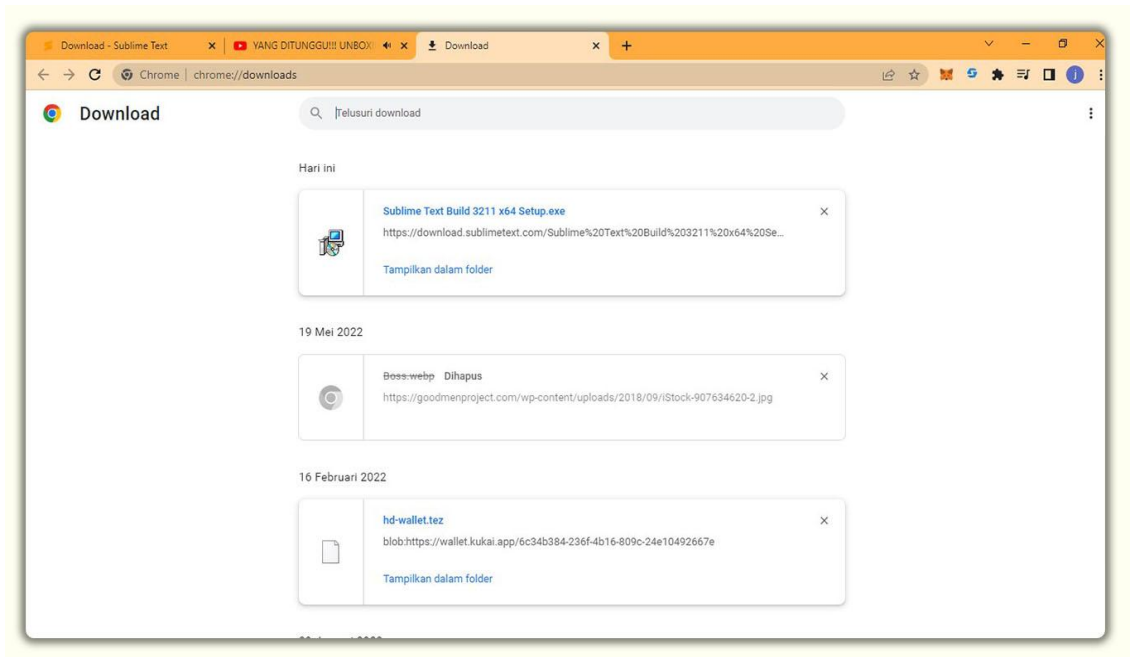 Download - Sublime Text
YANG DITUNGGU!!! UNBOXI
Download
Chrome | chrome://downloads
Download
Telusuri download
Hari ini
Sublime Text Build 3211 x64 Setup.exe
https://download.sublimetext.com/Sublime%20Text%20Build%203211%20x64%20Se...
Tampilkan dalam folder
19 Mei 2022
Boss.webp Dihapus
https://goodmenproject.com/wp-content/uploads/2018/09/iStock-907634620-2.jpg
16 Februari 2022
hd-wallet.tez
blob:https://wallet.kukai.app/6c34b384-236f-4b16-809c-24e10492667e
Tampilkan dalam folder